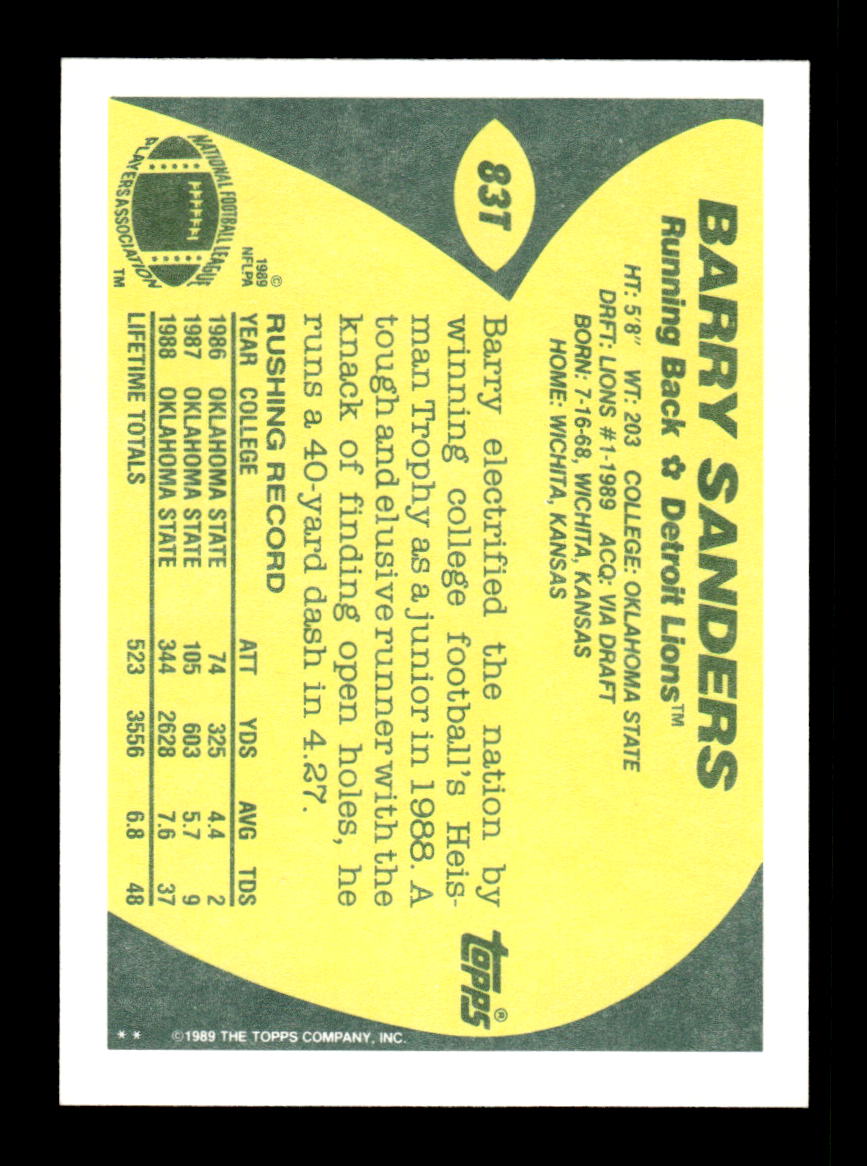 83T
BARRY SANDERS
Running Back ✿ Detroit Lions™
HT: 5'8" WT: 203 COLLEGE: OKLAHOMA STATE
DRFT: LIONS #1-1989 ACQ: VIA DRAFT
BORN: 7-16-68, WICHITA, KANSAS
HOME: WICHITA, KANSAS
Barry electrified the nation by
winning college football's Heis-
man Trophy as a junior in 1988. A
tough and elusive runner with the
knack of finding open holes, he
runs a 40-yard dash in 4.27.
topps®
NATIONAL FOOTBALL LEAGUE
PLAYERS ASSOCIATION
TM
©
1989
NFLPA
RUSHING RECORD
YEAR COLLEGE ATT YDS AVG TDS
1986 OKLAHOMA STATE 74 325 4.4 2
1987 OKLAHOMA STATE 105 603 5.7 9
1988 OKLAHOMA STATE 344 2628 7.6 37
LIFETIME TOTALS 523 3556 6.8 48
** ©1989 THE TOPPS COMPANY, INC.